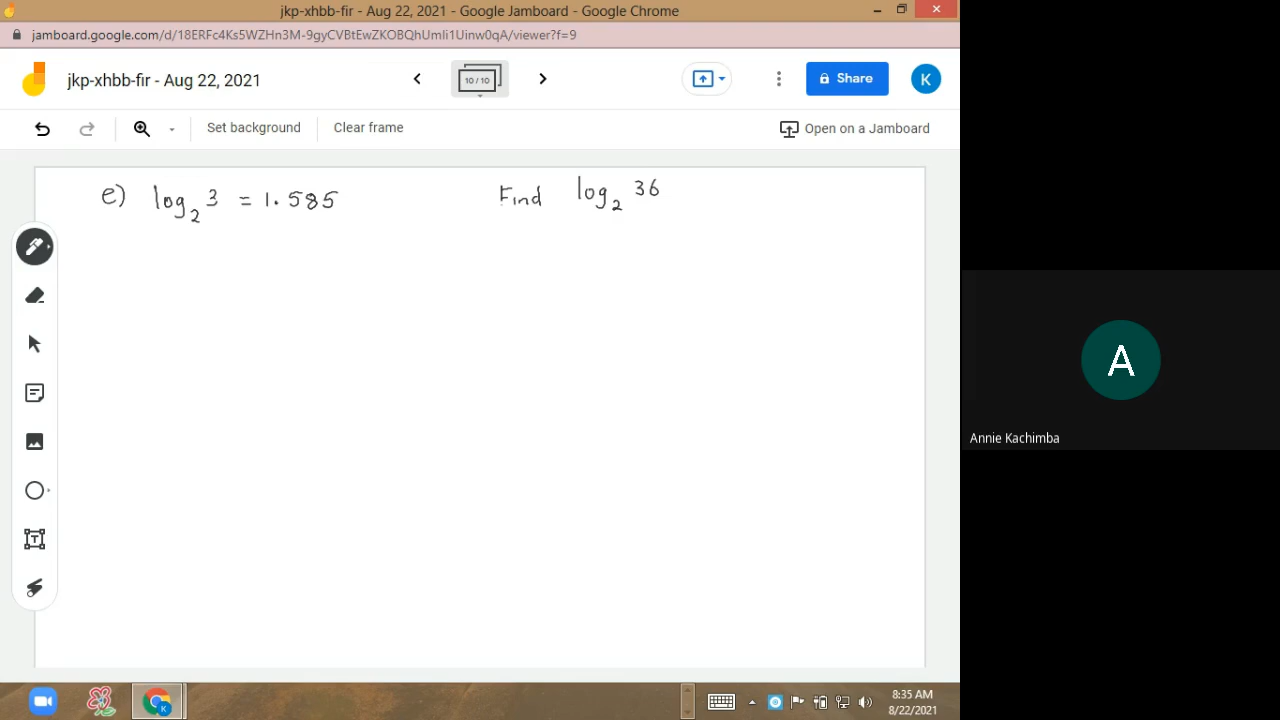 jkp-xhbb-fir - Aug 22, 2021 - Google Jamboard - Google Chrome
jamboard.google.com/d/18ERFc4Ks5WZHn3M-9gyCVBtEwZKOBQhUmIi1Uinw0qA/viewer?f=9
jkp-xhbb-fir - Aug 22, 2021
10 / 10
Share
K
Set background
Clear frame
Open on a Jamboard
e) log₂ 3 = 1.585
Find log₂ 36
A
Annie Kachimba
8:35 AM
8/22/2021